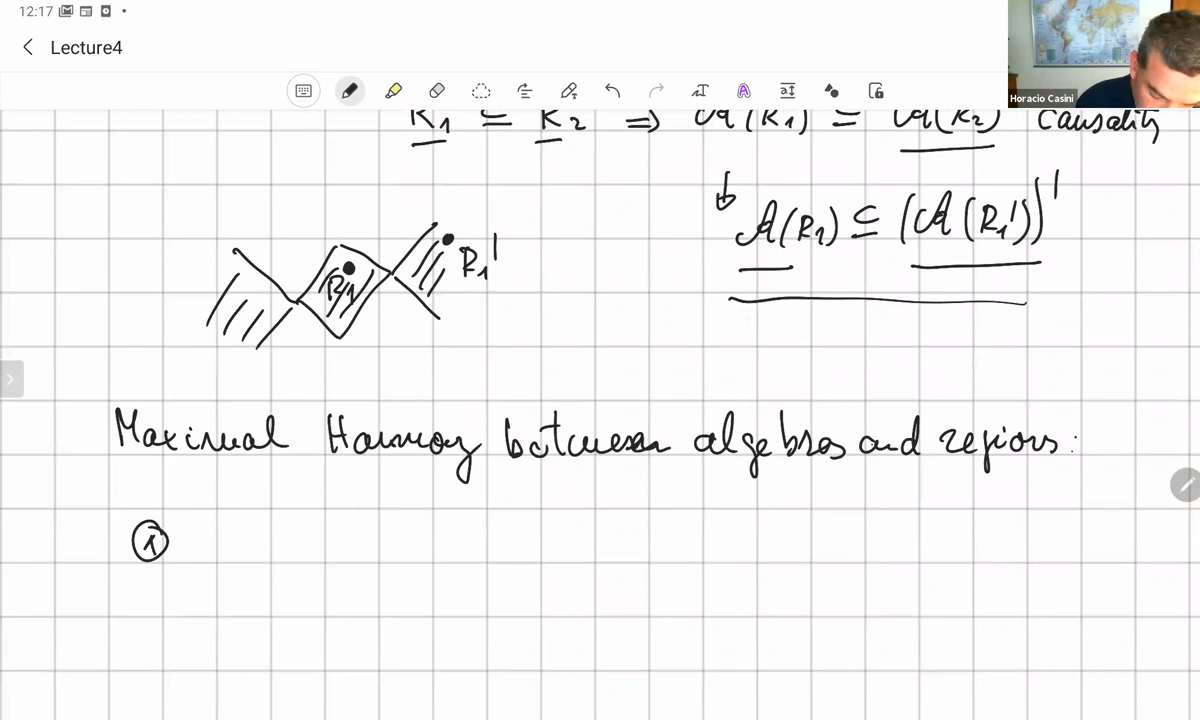 12:17
Lecture4
Horacio Casini
R₁ ⊆ R₂ ⇒ 𝒜(R₁) ⊆ 𝒜(R₂) Causality
↓ 𝒜(R₁) ⊆ (𝒜(R₁'))'
R₁ R₁'
Maximal Harmony between algebras and regions:
①